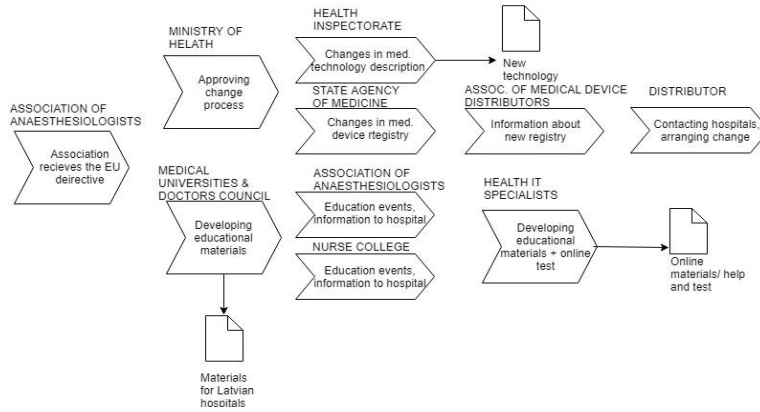 HEALTH
INSPECTORATE
MINISTRY OF
HELATH
Changes in med.
technology description
New
technology
Approving
change
process
STATE AGENCY
OF MEDICINE
ASSOC. OF MEDICAL DEVICE
DISTRIBUTORS
DISTRIBUTOR
ASSOCIATION OF
ANAESTHESIOLOGISTS
Changes in med.
device rtegistry
Information about
new registry
Contacting hospitals,
arranging change
Association
recieves the EU
deirective
MEDICAL
UNIVERSITIES &
DOCTORS COUNCIL
ASSOCIATION OF
ANAESTHESIOLOGISTS
HEALTH IT
SPECIALISTS
Developing
educational
materials
Education events,
information to hospital
NURSE COLLEGE
Education events,
information to hospital
Developing
educational
materials + online
test
Online
materials/ help
and test
Materials
for Latvian
hospitals